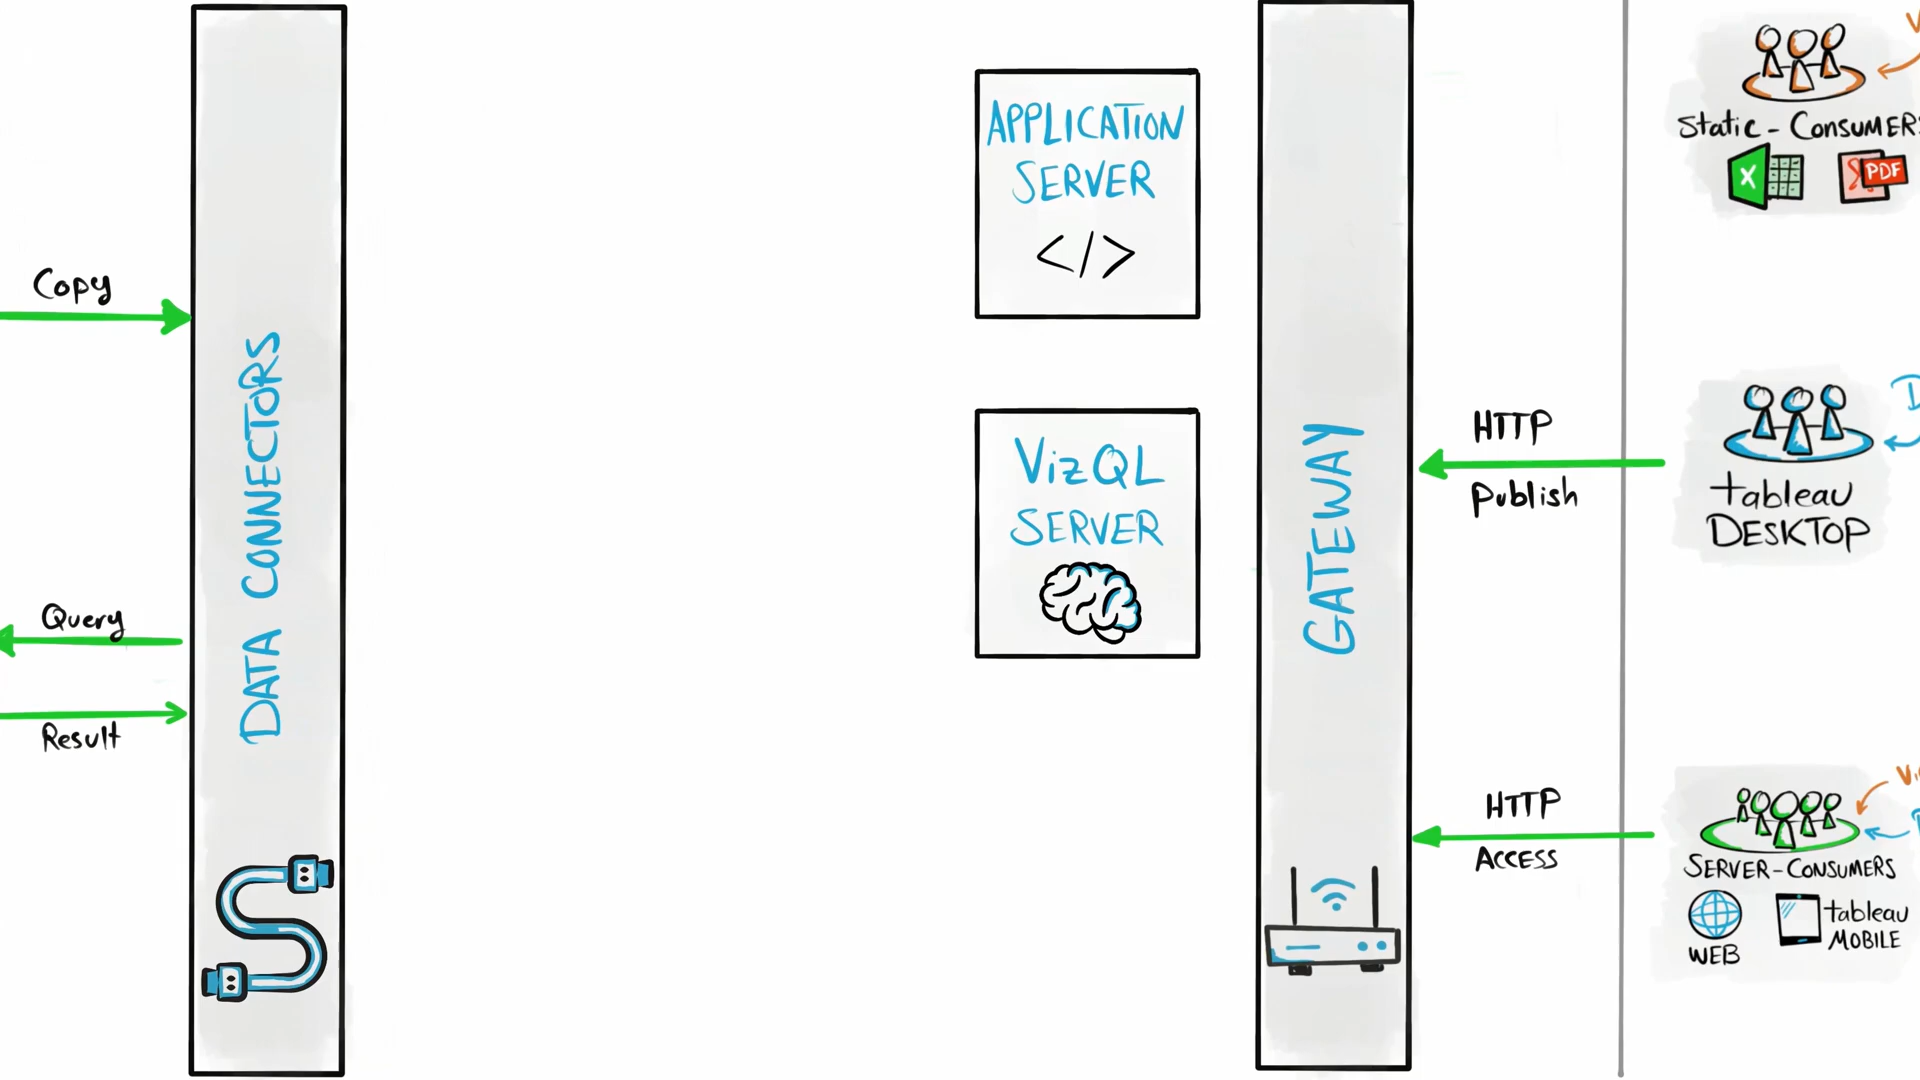 Copy
Query
Result
DATA CONNECTORS
APPLICATION
SERVER
</>
VizQL
SERVER
GATEWAY
HTTP
Publish
HTTP
ACCESS
Static - CONSUMERS
X
PDF
tableau
DESKTOP
SERVER-CONSUMERS
WEB
tableau
MOBILE